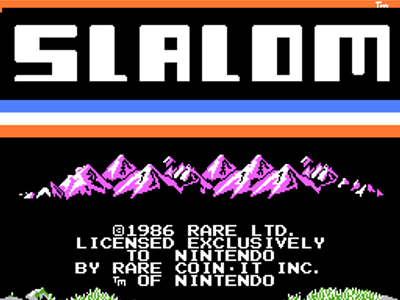 TM
SLALOM
©1986 RARE LTD.
LICENSED EXCLUSIVELY
TO NINTENDO
BY RARE COIN·IT INC.
TM OF NINTENDO